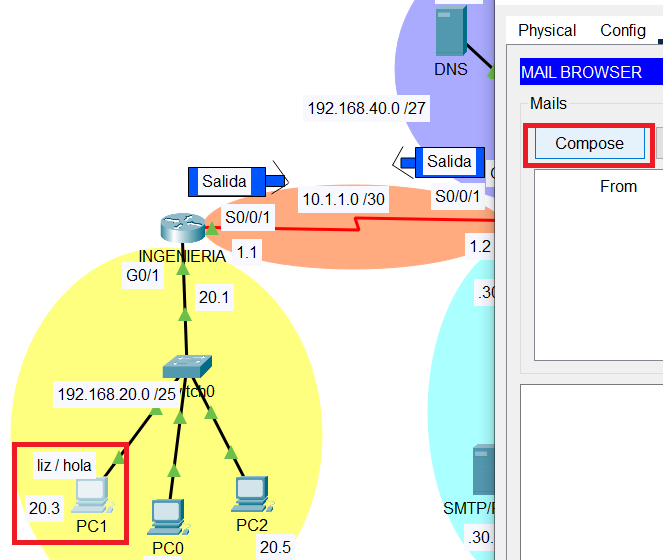 Physical Config
DNS
MAIL BROWSER
192.168.40.0 /27
Mails
Compose
Salida
Salida
From
10.1.1.0 /30
S0/0/1
S0/0/1
INGENIERIA
1.1
1.2
G0/1
20.1
.30
192.168.20.0 /25
liz / hola
20.3
PC1
PC2
SMTP/
PC0
20.5
.30.